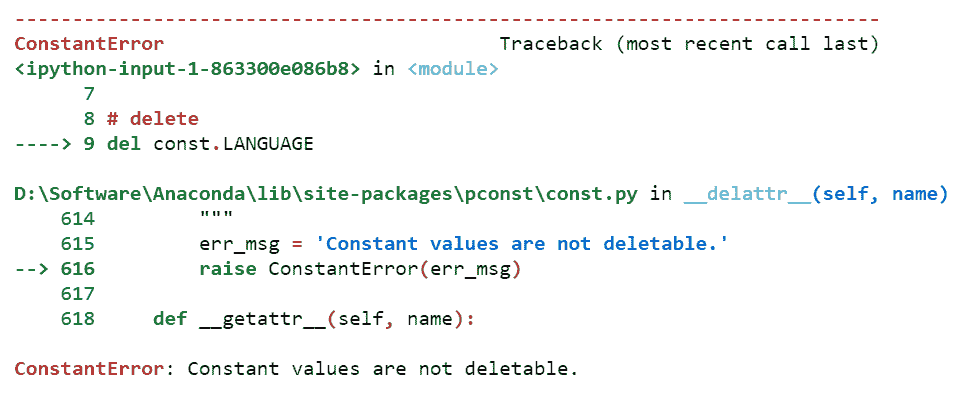 ---------------------------------------------------------------------------
ConstantError                             Traceback (most recent call last)
<ipython-input-1-863300e086b8> in <module>
      7
      8 # delete
----> 9 del const.LANGUAGE

D:\Software\Anaconda\lib\site-packages\pconst\const.py in __delattr__(self, name)
    614         """
    615         err_msg = 'Constant values are not deletable.'
--> 616         raise ConstantError(err_msg)
    617
    618     def __getattr__(self, name):

ConstantError: Constant values are not deletable.